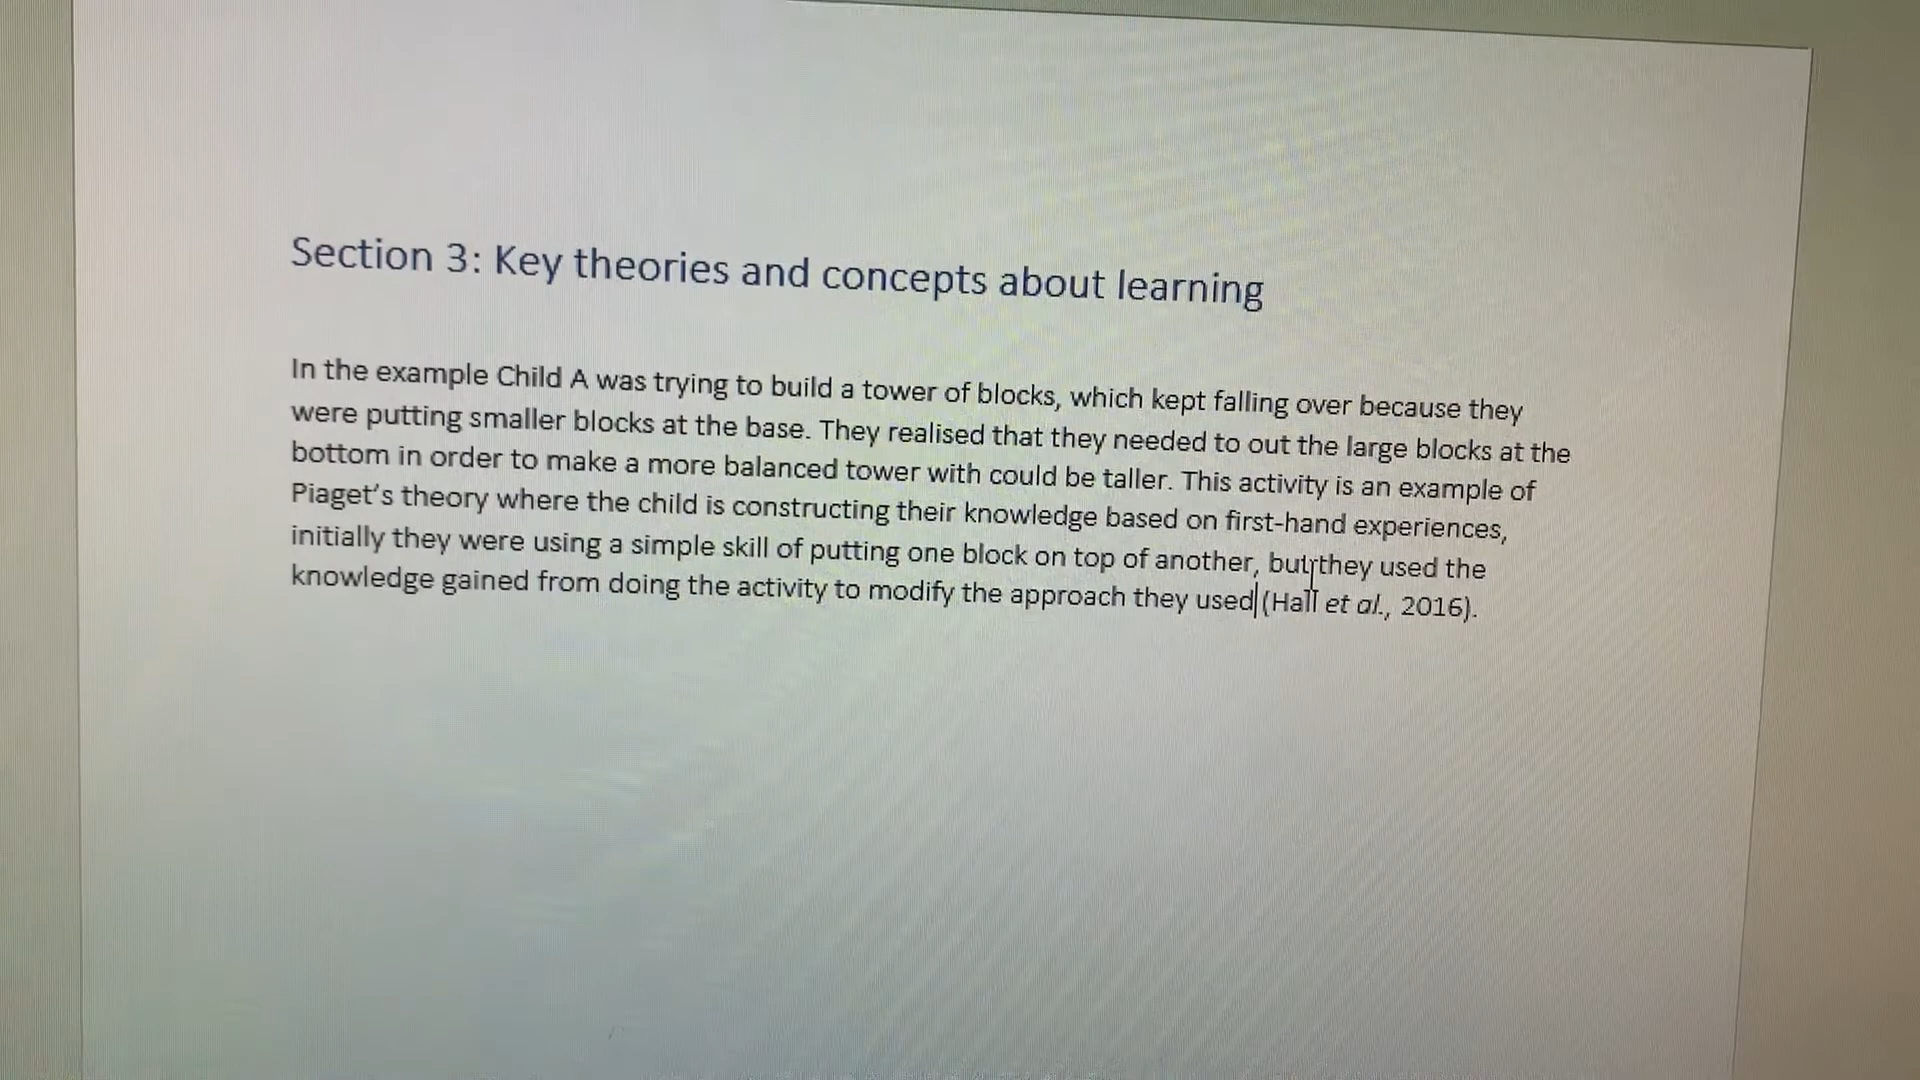 Section 3: Key theories and concepts about learning
In the example Child A was trying to build a tower of blocks, which kept falling over because they
were putting smaller blocks at the base. They realised that they needed to out the large blocks at the
bottom in order to make a more balanced tower with could be taller. This activity is an example of
Piaget's theory where the child is constructing their knowledge based on first-hand experiences,
initially they were using a simple skill of putting one block on top of another, but they used the
knowledge gained from doing the activity to modify the approach they used (Hall et al., 2016).